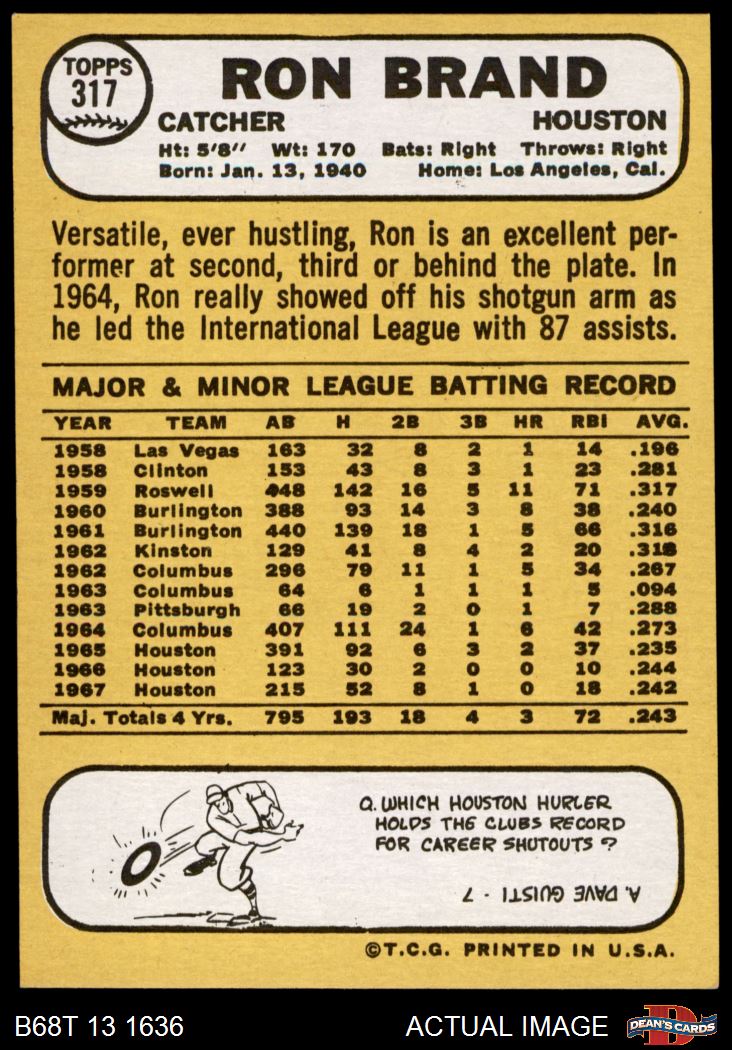 TOPPS
317
RON BRAND
CATCHER HOUSTON
Ht: 5'8" Wt: 170 Bats: Right Throws: Right
Born: Jan. 13, 1940 Home: Los Angeles, Cal.
Versatile, ever hustling, Ron is an excellent per-
former at second, third or behind the plate. In
1964, Ron really showed off his shotgun arm as
he led the International League with 87 assists.
MAJOR & MINOR LEAGUE BATTING RECORD
YEAR TEAM AB H 2B 3B HR RBI AVG.
1958 Las Vegas 163 32 8 2 1 14 .196
1958 Clinton 153 43 8 3 1 23 .281
1959 Roswell 448 142 16 5 11 71 .317
1960 Burlington 388 93 14 3 8 38 .240
1961 Burlington 440 139 18 1 5 66 .316
1962 Kinston 129 41 8 4 2 20 .318
1962 Columbus 296 79 11 1 5 34 .267
1963 Columbus 64 6 1 1 1 5 .094
1963 Pittsburgh 66 19 2 0 1 7 .288
1964 Columbus 407 111 24 1 6 42 .273
1965 Houston 391 92 6 3 2 37 .235
1966 Houston 123 30 2 0 0 10 .244
1967 Houston 215 52 8 1 0 18 .242
Maj. Totals 4 Yrs. 795 193 18 4 3 72 .243
Q. WHICH HOUSTON HURLER
HOLDS THE CLUBS RECORD
FOR CAREER SHUTOUTS ?
A. DAVE GUISTI - 7
©T.C.G. PRINTED IN U.S.A.
B68T 13 1636 ACTUAL IMAGE DEAN'S CARDS